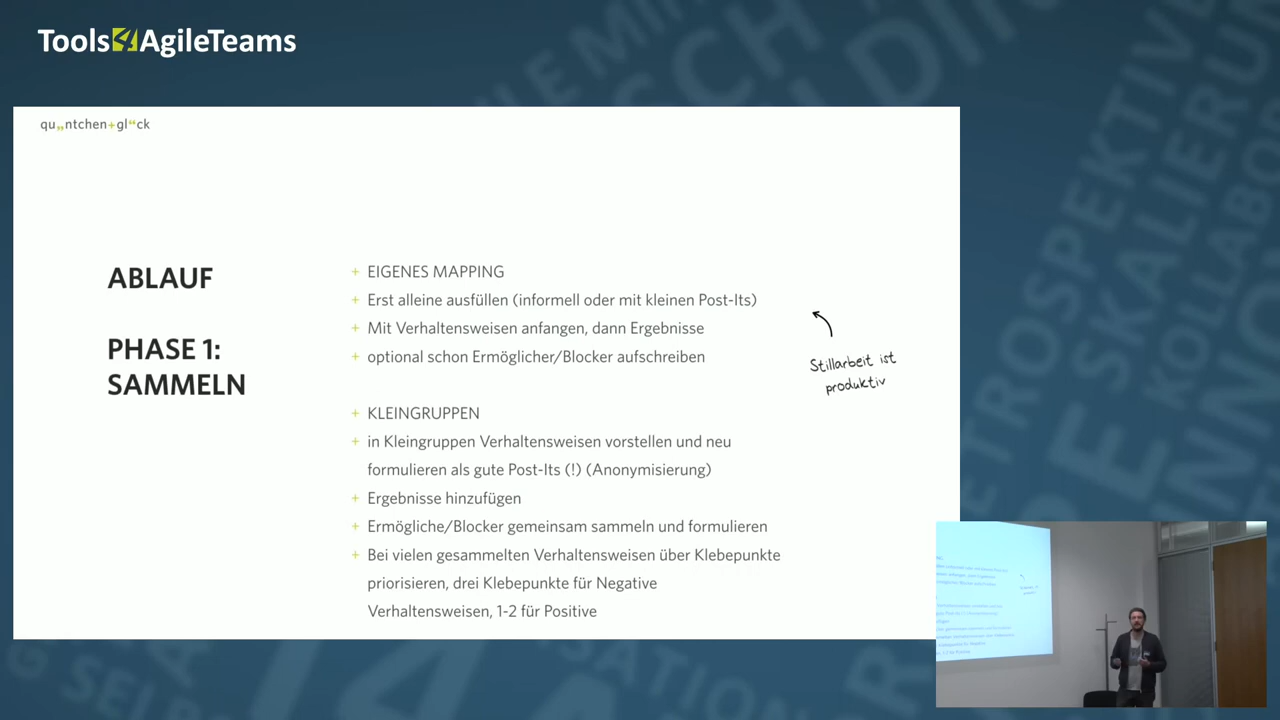 Tools4AgileTeams
qu„ntchen+gl“ck
ABLAUF
PHASE 1:
SAMMELN
+ EIGENES MAPPING
+ Erst alleine ausfüllen (informell oder mit kleinen Post-Its)
+ Mit Verhaltensweisen anfangen, dann Ergebnisse
+ optional schon Ermöglicher/Blocker aufschreiben
Stillarbeit ist
produktiv
+ KLEINGRUPPEN
+ in Kleingruppen Verhaltensweisen vorstellen und neu
formulieren als gute Post-Its (!) (Anonymisierung)
+ Ergebnisse hinzufügen
+ Ermögliche/Blocker gemeinsam sammeln und formulieren
+ Bei vielen gesammelten Verhaltensweisen über Klebepunkte
priorisieren, drei Klebepunkte für Negative
Verhaltensweisen, 1-2 für Positive